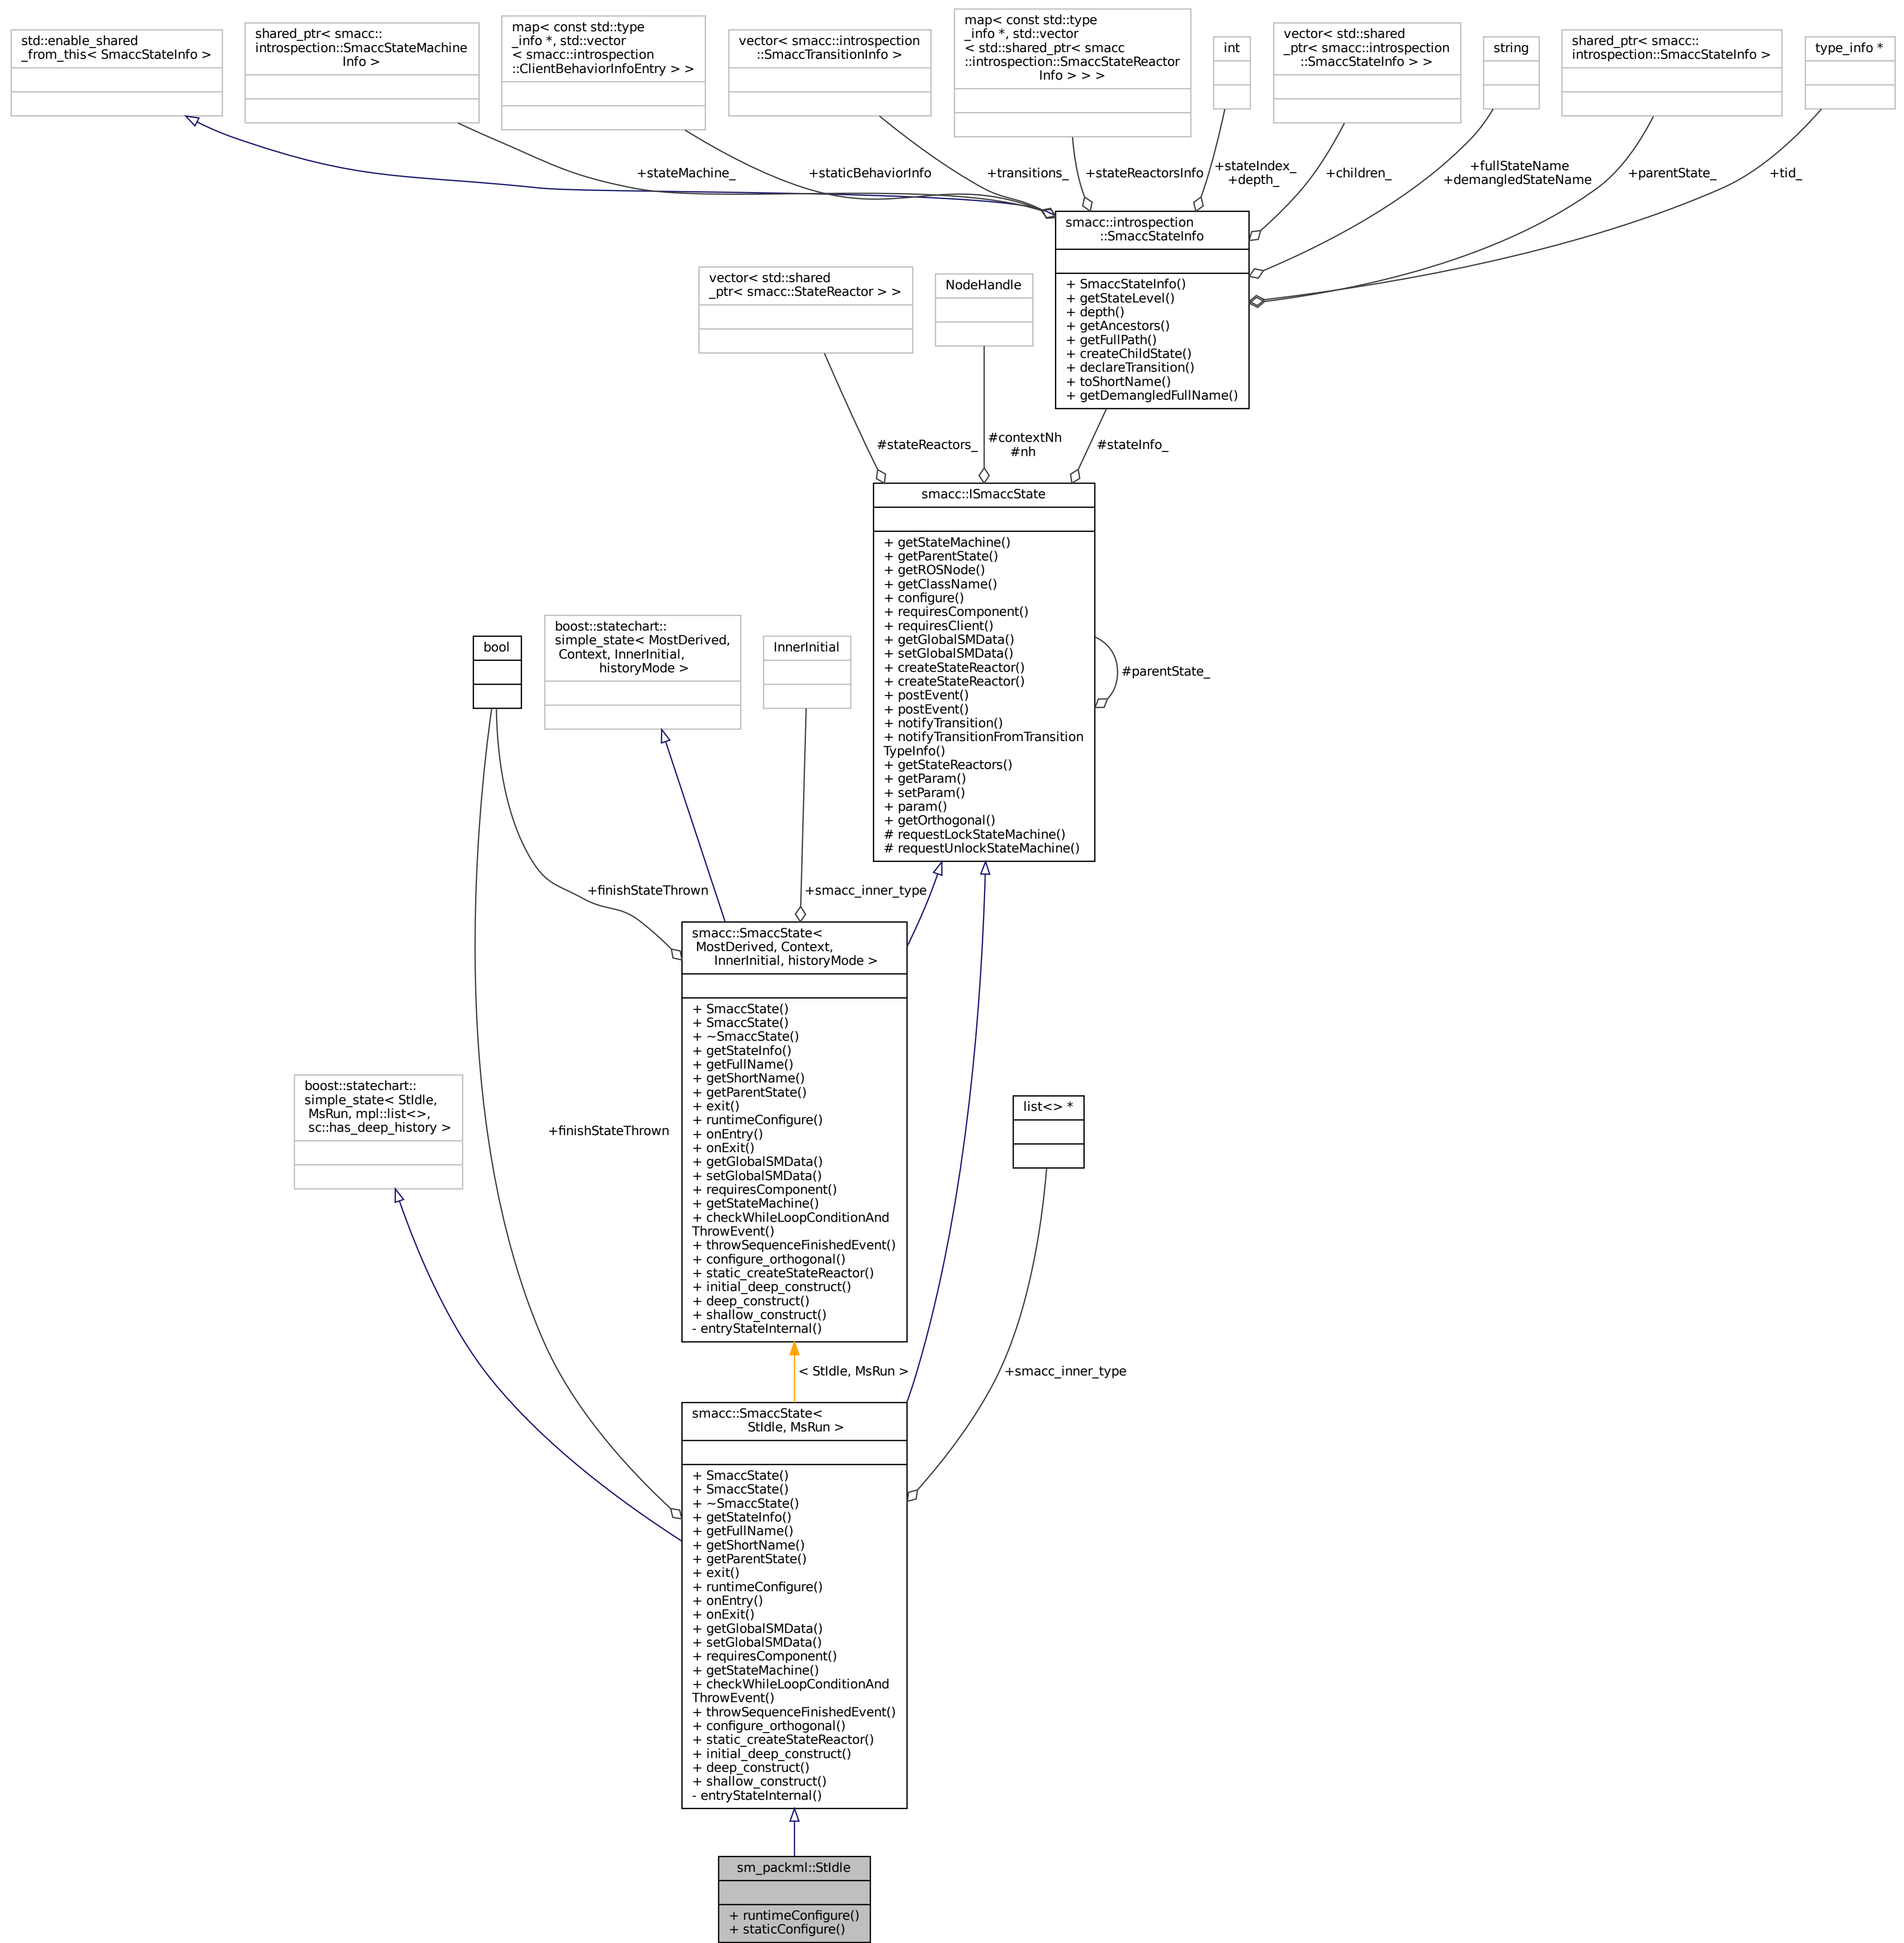 std::enable_shared
_from_this< SmaccStateInfo >
shared_ptr< smacc::
introspection::SmaccStateMachine
Info >
map< const std::type
_info *, std::vector
< smacc::introspection
::ClientBehaviorInfoEntry > >
vector< smacc::introspection
::SmaccTransitionInfo >
map< const std::type
_info *, std::vector
< std::shared_ptr< smacc
::introspection::SmaccStateReactor
Info > > >
int
vector< std::shared
_ptr< smacc::introspection
::SmaccStateInfo > >
string
shared_ptr< smacc::
introspection::SmaccStateInfo >
type_info *
+stateMachine_
+staticBehaviorInfo
+transitions_
+stateReactorsInfo
+stateIndex_
+depth_
+children_
+fullStateName
+demangledStateName
+parentState_
+tid_
smacc::introspection
::SmaccStateInfo
+ SmaccStateInfo()
+ getStateLevel()
+ depth()
+ getAncestors()
+ getFullPath()
+ createChildState()
+ declareTransition()
+ toShortName()
+ getDemangledFullName()
vector< std::shared
_ptr< smacc::StateReactor > >
NodeHandle
#stateReactors_
#contextNh
#nh
#stateInfo_
smacc::ISmaccState
+ getStateMachine()
+ getParentState()
+ getROSNode()
+ getClassName()
+ configure()
+ requiresComponent()
+ requiresClient()
+ getGlobalSMData()
+ setGlobalSMData()
+ createStateReactor()
+ createStateReactor()
+ postEvent()
+ postEvent()
+ notifyTransition()
+ notifyTransitionFromTransition
TypeInfo()
+ getStateReactors()
+ getParam()
+ setParam()
+ param()
+ getOrthogonal()
# requestLockStateMachine()
# requestUnlockStateMachine()
#parentState_
bool
boost::statechart::
simple_state< MostDerived,
Context, InnerInitial,
historyMode >
InnerInitial
+finishStateThrown
+smacc_inner_type
smacc::SmaccState<
MostDerived, Context,
InnerInitial, historyMode >
+ SmaccState()
+ SmaccState()
+ ~SmaccState()
+ getStateInfo()
+ getFullName()
+ getShortName()
+ getParentState()
+ exit()
+ runtimeConfigure()
+ onEntry()
+ onExit()
+ getGlobalSMData()
+ setGlobalSMData()
+ requiresComponent()
+ getStateMachine()
+ checkWhileLoopConditionAnd
ThrowEvent()
+ throwSequenceFinishedEvent()
+ configure_orthogonal()
+ static_createStateReactor()
+ initial_deep_construct()
+ deep_construct()
+ shallow_construct()
- entryStateInternal()
boost::statechart::
simple_state< StIdle,
MsRun, mpl::list<>,
sc::has_deep_history >
+finishStateThrown
list<> *
< StIdle, MsRun >
+smacc_inner_type
smacc::SmaccState<
StIdle, MsRun >
+ SmaccState()
+ SmaccState()
+ ~SmaccState()
+ getStateInfo()
+ getFullName()
+ getShortName()
+ getParentState()
+ exit()
+ runtimeConfigure()
+ onEntry()
+ onExit()
+ getGlobalSMData()
+ setGlobalSMData()
+ requiresComponent()
+ getStateMachine()
+ checkWhileLoopConditionAnd
ThrowEvent()
+ throwSequenceFinishedEvent()
+ configure_orthogonal()
+ static_createStateReactor()
+ initial_deep_construct()
+ deep_construct()
+ shallow_construct()
- entryStateInternal()
sm_packml::StIdle
+ runtimeConfigure()
+ staticConfigure()